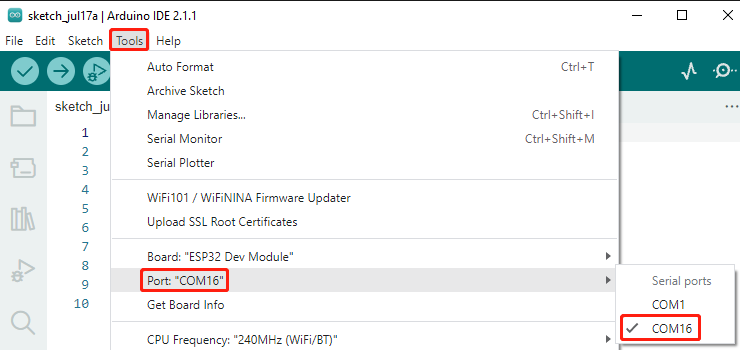 sketch_jul17a | Arduino IDE 2.1.1
File Edit Sketch Tools Help
Auto Format Ctrl+T
Archive Sketch
sketch_ju
Manage Libraries... Ctrl+Shift+I
1
Serial Monitor Ctrl+Shift+M
2
Serial Plotter
3
4
WiFi101 / WiFiNINA Firmware Updater
5
Upload SSL Root Certificates
6
7
Board: "ESP32 Dev Module"
8
Port: "COM16"
9
Get Board Info
10
CPU Frequency: "240MHz (WiFi/BT)"
Serial ports
COM1
COM16